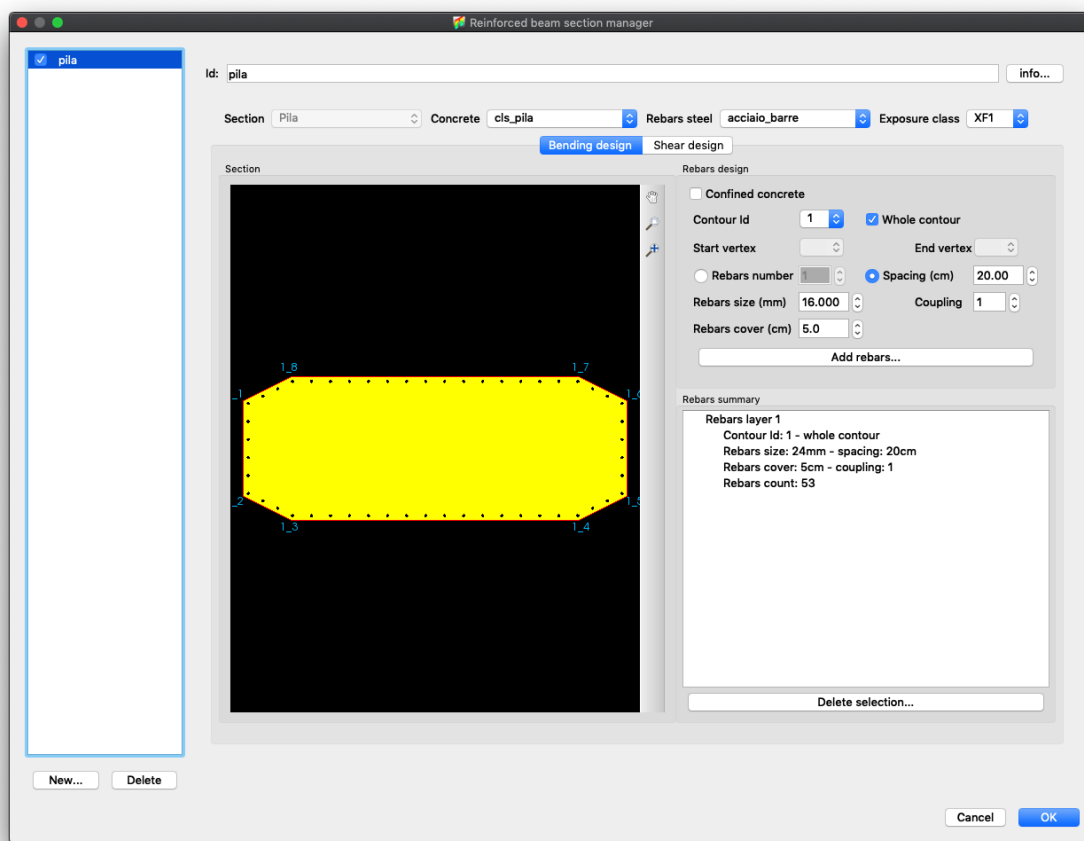 Reinforced beam section manager
pila
Id: pila info...
Section Pila Concrete cls_pila Rebars steel acciaio_barre Exposure class XF1
Bending design Shear design
Section
Rebars design
Confined concrete
Contour Id 1 Whole contour
Start vertex End vertex
Rebars number 1 Spacing (cm) 20.00
Rebars size (mm) 16.000 Coupling 1
Rebars cover (cm) 5.0
Add rebars...
1_8 1_7
_1
_2 1_5
1_3 1_4
Rebars summary
Rebars layer 1
Contour Id: 1 - whole contour
Rebars size: 24mm - spacing: 20cm
Rebars cover: 5cm - coupling: 1
Rebars count: 53
Delete selection...
New... Delete
Cancel OK